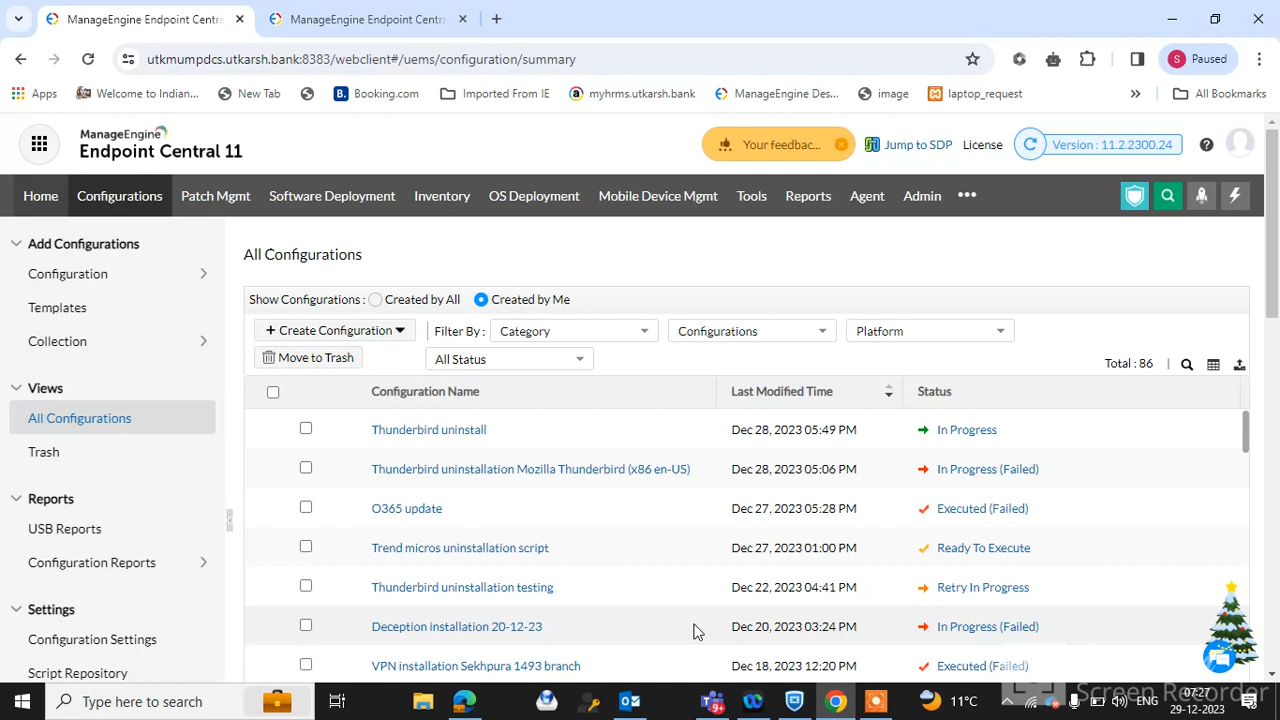 ManageEngine Endpoint Centra
ManageEngine Endpoint Centra
utkmumpdcs.utkarsh.bank:8383/webclient#/uems/configuration/summary
S Paused
Apps
Welcome to Indian...
New Tab
Booking.com
Imported From IE
myhrms.utkarsh.bank
ManageEngine Des...
image
laptop_request
»
All Bookmarks
ManageEngine
Endpoint Central 11
Your feedbac...
Jump to SDP
License
Version : 11.2.2300.24
Home
Configurations
Patch Mgmt
Software Deployment
Inventory
OS Deployment
Mobile Device Mgmt
Tools
Reports
Agent
Admin
•••
Add Configurations
Configuration
Templates
Collection
Views
All Configurations
Trash
Reports
USB Reports
Configuration Reports
Settings
Configuration Settings
Script Repository
All Configurations
Show Configurations : Created by All Created by Me
+ Create Configuration
Filter By : Category Configurations Platform
Move to Trash
All Status
Total : 86
Configuration Name Last Modified Time Status
Thunderbird uninstall Dec 28, 2023 05:49 PM In Progress
Thunderbird uninstallation Mozilla Thunderbird (x86 en-US) Dec 28, 2023 05:06 PM In Progress (Failed)
O365 update Dec 27, 2023 05:28 PM Executed (Failed)
Trend micros uninstallation script Dec 27, 2023 01:00 PM Ready To Execute
Thunderbird uninstallation testing Dec 22, 2023 04:41 PM Retry In Progress
Deception installation 20-12-23 Dec 20, 2023 03:24 PM In Progress (Failed)
VPN installation Sekhpura 1493 branch Dec 18, 2023 12:20 PM Executed (Failed)
Type here to search
9+
11°C
ENG
07:27
29-12-2023
Screen Recorder